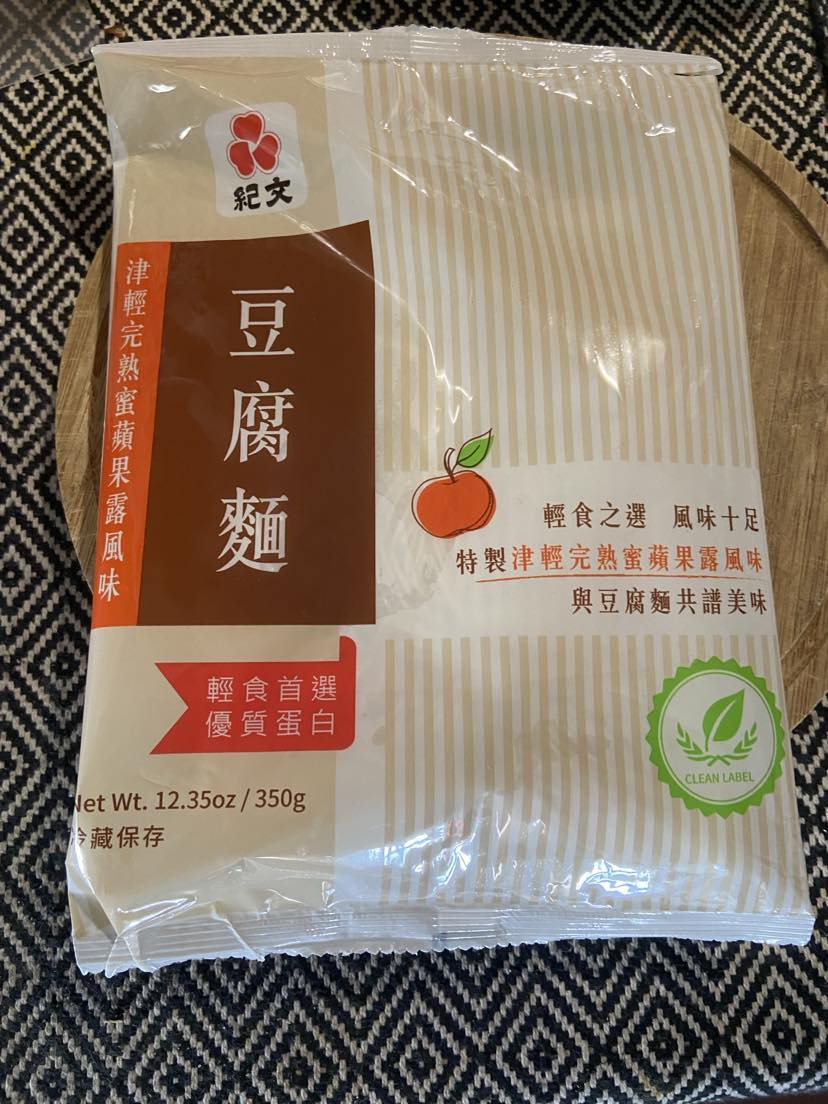 紀文
津輕完熟蜜蘋果露風味
豆腐麵
輕食之選 風味十足
特製津輕完熟蜜蘋果露風味
與豆腐麵共譜美味
輕食首選
優質蛋白
CLEAN LABEL
Net Wt. 12.35oz / 350g
冷藏保存